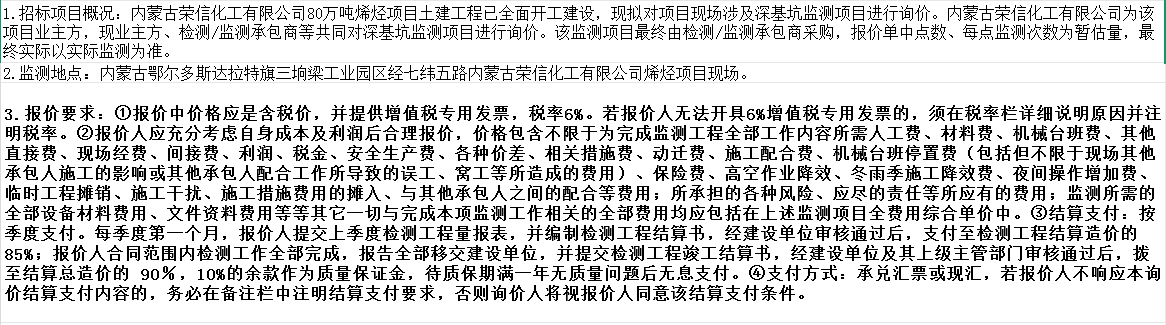 1.招标项目概况：内蒙古荣信化工有限公司80万吨烯烃项目土建工程已全面开工建设，现拟对项目现场涉及深基坑监测项目进行询价。内蒙古荣信化工有限公司为该
项目业主方，现业主方、检测/监测承包商等共同对深基坑监测项目进行询价。该监测项目最终由检测/监测承包商采购，报价单中点数、每点监测次数为暂估量，最
终实际以实际监测为准。
2.监测地点：内蒙古鄂尔多斯达拉特旗三垧梁工业园区经七纬五路内蒙古荣信化工有限公司烯烃项目现场。
3.报价要求：①报价中价格应是含税价，并提供增值税专用发票，税率6%。若报价人无法开具6%增值税专用发票的，须在税率栏详细说明原因并注
明税率。②报价人应充分考虑自身成本及利润后合理报价，价格包含不限于为完成监测工程全部工作内容所需人工费、材料费、机械台班费、其他
直接费、现场经费、间接费、利润、税金、安全生产费、各种价差、相关措施费、动迁费、施工配合费、机械台班停置费（包括但不限于现场其他
承包人施工的影响或其他承包人配合工作所导致的误工、窝工等所造成的费用）、保险费、高空作业降效、冬雨季施工降效费、夜间操作增加费、
临时工程摊销、施工干扰、施工措施费用的摊入、与其他承包人之间的配合等费用；所承担的各种风险、应尽的责任等所应有的费用；监测所需的
全部设备材料费用、文件资料费用等等其它一切与完成本项监测工作相关的全部费用均应包括在上述监测项目全费用综合单价中。③结算支付：按
季度支付。每季度第一个月，报价人提交上季度检测工程量报表，并编制检测工程结算书，经建设单位审核通过后，支付至检测工程结算造价的
85%；报价人合同范围内检测工作全部完成，报告全部移交建设单位，并提交检测工程竣工结算书，经建设单位及其上级主管部门审核通过后，拨
至结算总造价的 90％，10%的余款作为质量保证金，待质保期满一年无质量问题后无息支付。④支付方式：承兑汇票或现汇，若报价人不响应本询
价结算支付内容的，务必在备注栏中注明结算支付要求，否则询价人将视报价人同意该结算支付条件。